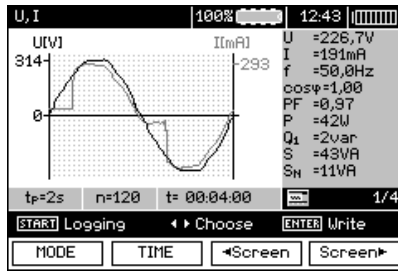 U,I 100% 12:43
U[V] I[mA]
314 293
0
U =226,7V
I =191mA
f =50,0Hz
cosφ=1,00
PF =0,97
P =42W
Q₁ =2var
S =43VA
Sɴ =11VA
tₚ=2s n=120 t= 00:04:00 1/4
START Logging Choose ENTER Write
MODE TIME ◄Screen Screen►